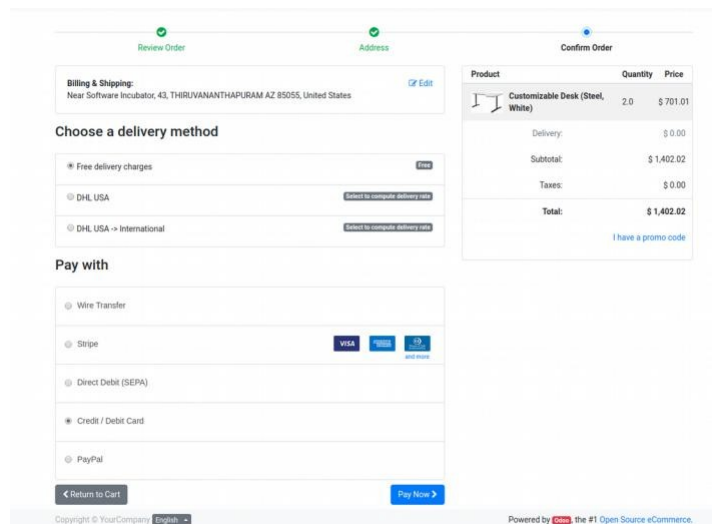 Review Order
Address
Confirm Order
Billing & Shipping:
Edit
Near Software Incubator, 43, THIRUVANANTHAPURAM AZ 85055, United States
Choose a delivery method
Free delivery charges
Free
DHL USA
Select to compute delivery rate
DHL USA -> International
Select to compute delivery rate
Pay with
Wire Transfer
Stripe
VISA
and more
Direct Debit (SEPA)
Credit / Debit Card
PayPal
Return to Cart
Pay Now
Product Quantity Price
Customizable Desk (Steel, White) 2.0 $ 701.01
Delivery: $ 0.00
Subtotal: $ 1,402.02
Taxes: $ 0.00
Total: $ 1,402.02
I have a promo code
Copyright © YourCompany English
Powered by Odoo, the #1 Open Source eCommerce.